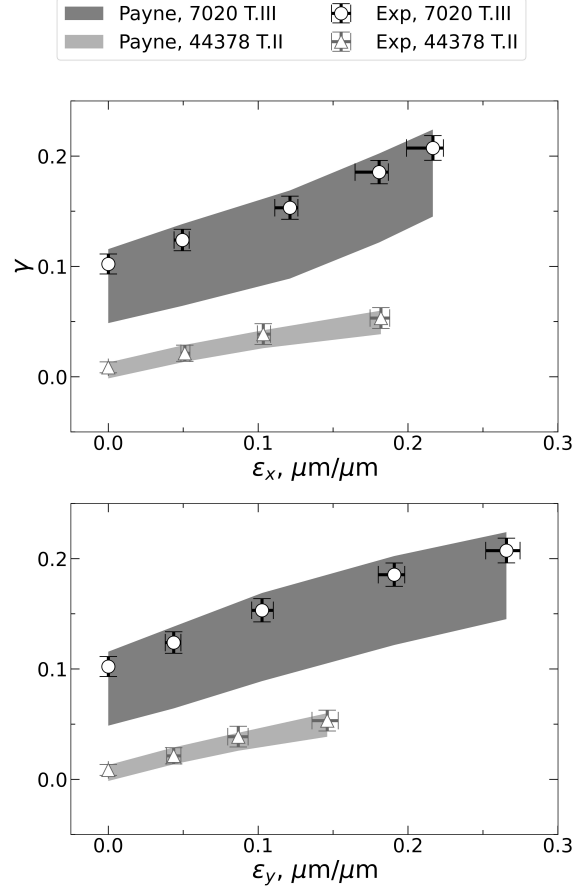 Payne, 7020 T.III Exp, 7020 T.III
Payne, 44378 T.II Exp, 44378 T.II
0.2
γ
0.1
0.0
0.0 0.1 0.2 0.3
εx, μm/μm
0.2
0.1
0.0
0.0 0.1 0.2 0.3
εy, μm/μm